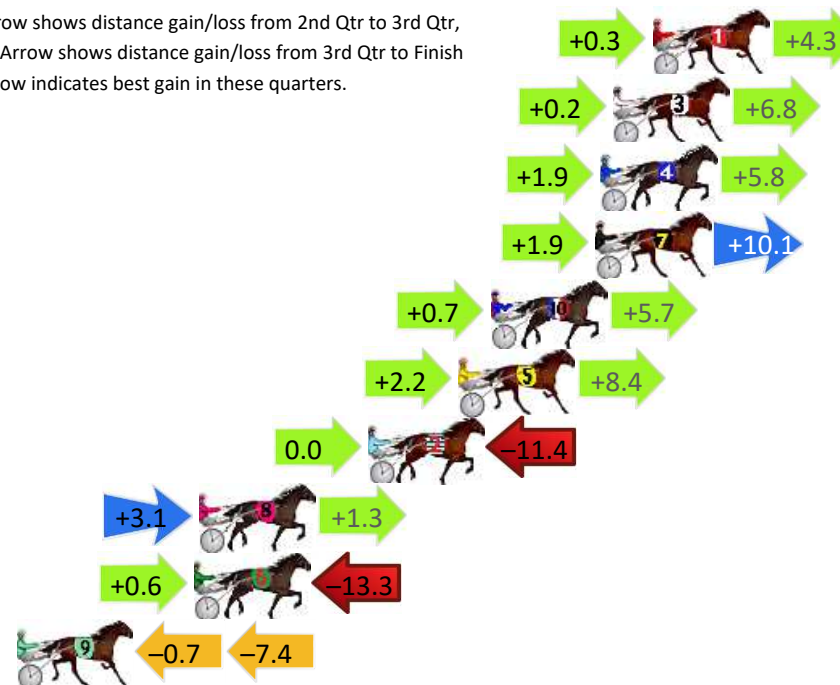 row shows distance gain/loss from 2nd Qtr to 3rd Qtr,
Arrow shows distance gain/loss from 3rd Qtr to Finish
ow indicates best gain in these quarters.
+0.3 1 +4.3
+0.2 3 +6.8
+1.9 4 +5.8
+1.9 7 +10.1
+0.7 10 +5.7
+2.2 5 +8.4
0.0 2 –11.4
+3.1 8 +1.3
+0.6 6 –13.3
9 –0.7 –7.4